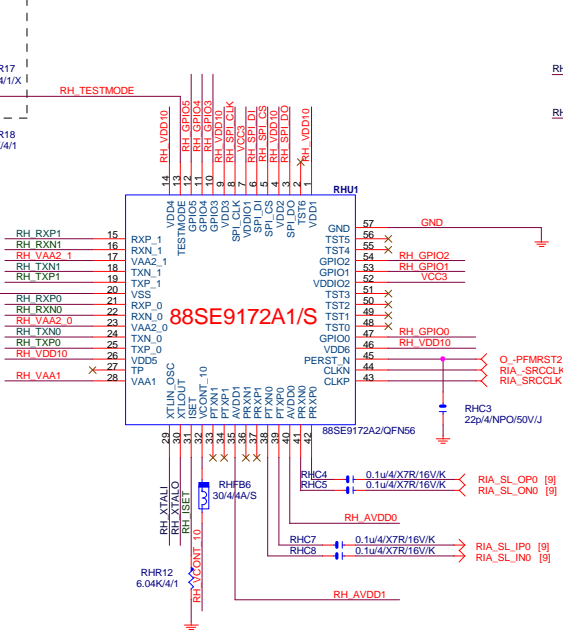 R17
4/1/X
RH_TESTMODE
R18
/4/1
RH
RH
RH_VDD10
RH_GPIO5
RH_GPIO4
RH_GPIO3
RH_VDD10
RH_SPI_CLK
VCC3
RH_SPI_DI
RH_SPI_CS
RH_VDD10
RH_SPI_DO
RH_VDD10
14 13 12 11 10 9 8 7 6 5 4 3 2 1
RHU1
VDD4
TESTMODE
GPIO5
GPIO4
GPIO3
VDD3
SPI_CLK
VDDIO1
SPI_DI
SPI_CS
VDD2
SPI_DO
TST6
VDD1
RH_RXP1 15 RXP_1
RH_RXN1 16 RXN_1
RH_VAA2_1 17 VAA2_1
RH_TXN1 18 TXN_1
RH_TXP1 19 TXP_1
20 VSS
RH_RXP0 21 RXP_0
RH_RXN0 22 RXN_0
RH_VAA2_0 23 VAA2_0
RH_TXN0 24 TXN_0
RH_TXP0 25 TXP_0
RH_VDD10 26 VDD5
27 TP
RH_VAA1 28 VAA1
88SE9172A1/S
GND 57 GND
TST5 56
TST4 55
GPIO2 54 RH_GPIO2
GPIO1 53 RH_GPIO1
VDDIO2 52 VCC3
TST3 51
TST2 50
TST1 49
TST0 48
GPIO0 47 RH_GPIO0
VDD6 46 RH_VDD10
PERST_N 45 O_-PFMRST2
CLKN 44 RIA_-SRCCLK
CLKP 43 RIA_SRCCLK
XTLIN_OSC
XTLOUT
ISET
VCONT_10
PTXN1
PTXP1
AVDD1
PRXN1
PRXP1
PTXN0
PTXP0
AVDD0
PRXN0
PRXP0
88SE9172A2/QFN56
29 30 31 32 33 34 35 36 37 38 39 40 41 42
RHC3
22p/4/NPO/50V/J
RH_XTALI
RH_XTALO
RH_ISET
RH_VCONT_10
RHFB6
30/4/4A/S
RHC4 0.1u/4/X7R/16V/K RIA_SL_OP0 [9]
RHC5 0.1u/4/X7R/16V/K RIA_SL_ON0 [9]
RH_AVDD0
RHC7 0.1u/4/X7R/16V/K RIA_SL_IP0 [9]
RHC8 0.1u/4/X7R/16V/K RIA_SL_IN0 [9]
RHR12
6.04K/4/1
RH_AVDD1